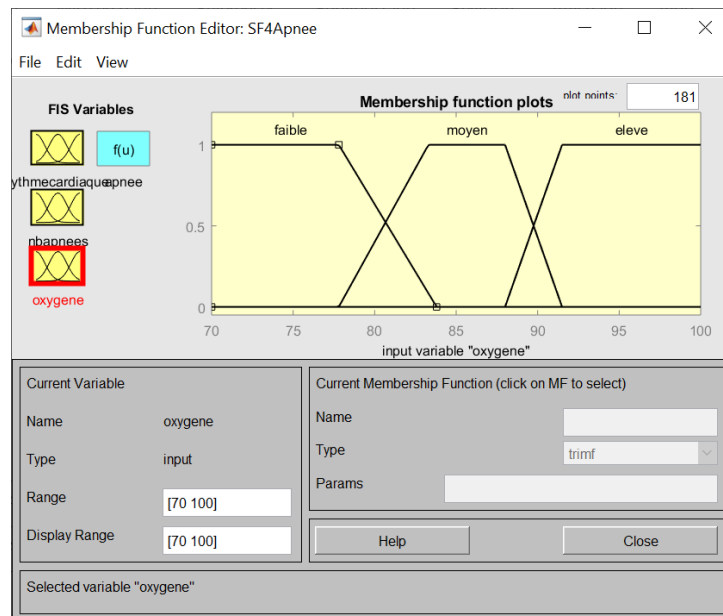 Membership Function Editor: SF4Apnee
File Edit View
FIS Variables
f(u)
ythmecardiaque
apnee
nbapnees
oxygene
Membership function plots
plot points:
181
faible moyen eleve
1
0.5
0
70 75 80 85 90 95 100
input variable "oxygene"
Current Variable
Name oxygene
Type input
Range [70 100]
Display Range [70 100]
Current Membership Function (click on MF to select)
Name
Type trimf
Params
Help Close
Selected variable "oxygene"